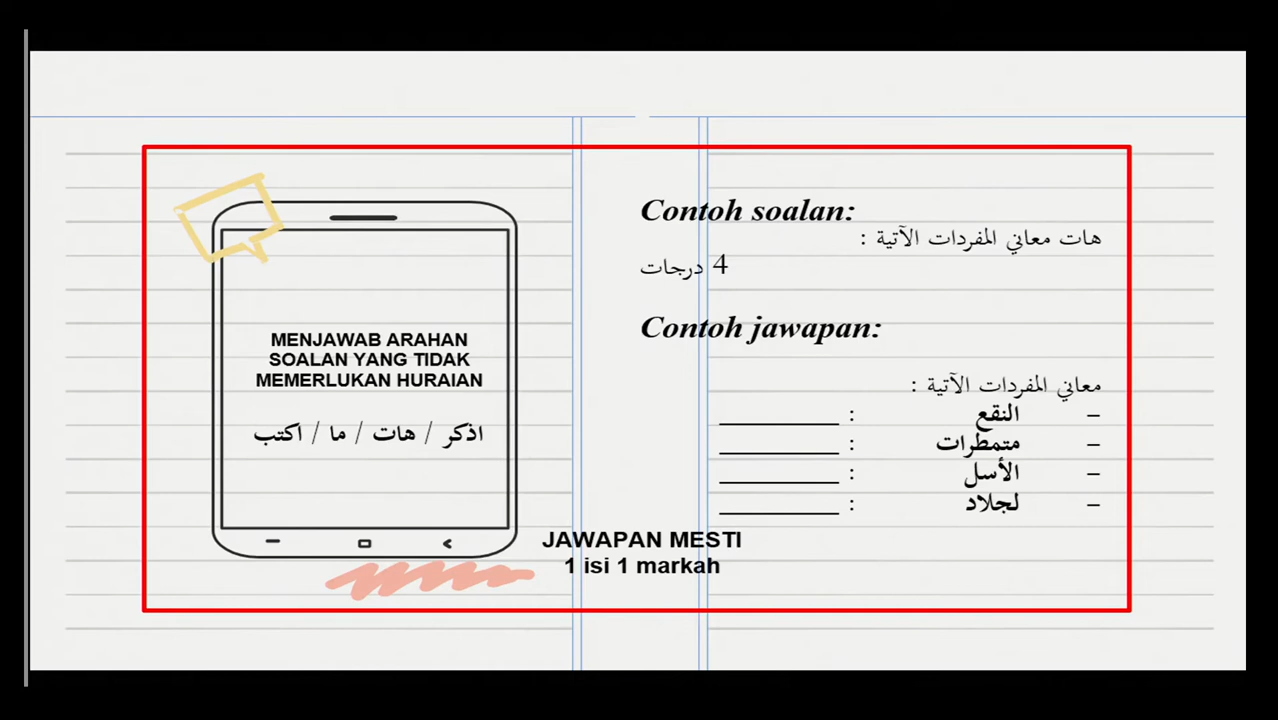 MENJAWAB ARAHAN
SOALAN YANG TIDAK
MEMERLUKAN HURAIAN
اذكر / هات / ما / اكتب
Contoh soalan:
هات معاني المفردات الآتية :
4 درجات
Contoh jawapan:
معاني المفردات الآتية :
– النقع : __________
– متمطرات : __________
– الأسل : __________
– لجلاد : __________
JAWAPAN MESTI
1 isi 1 markah